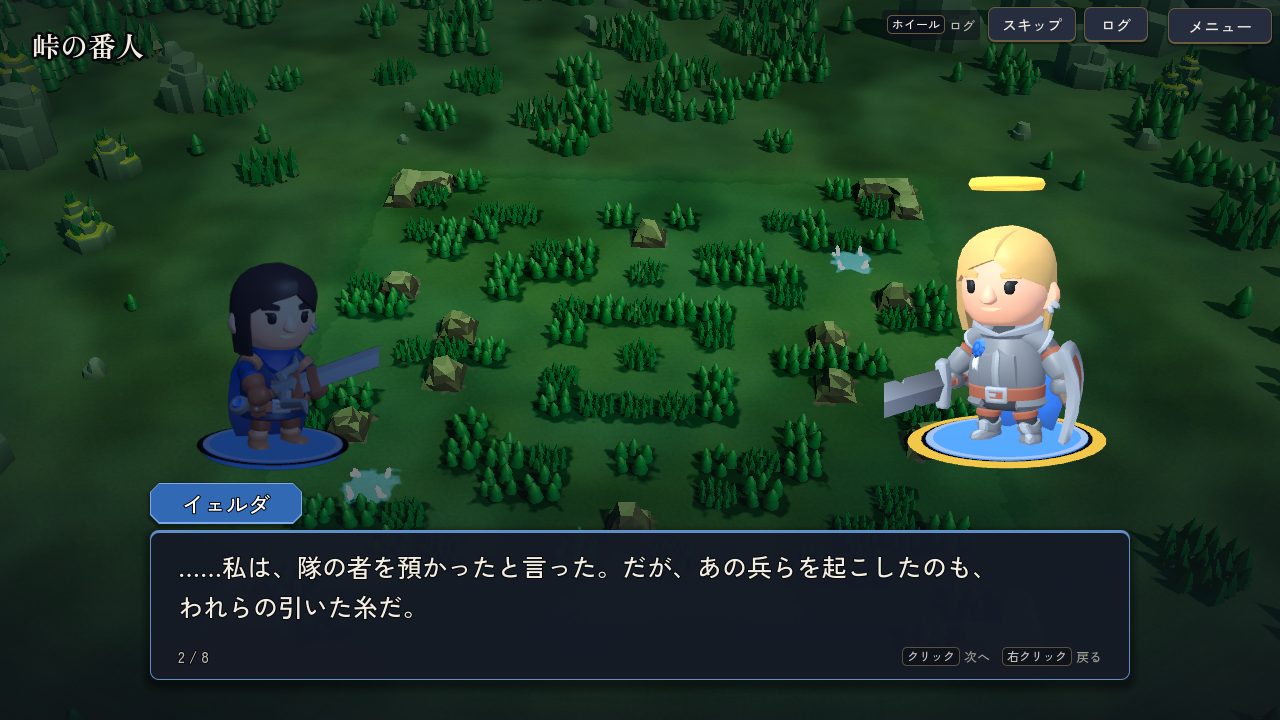 峠の番人
ホイール ログ スキップ ログ メニュー
イェルダ
……私は、隊の者を預かったと言った。だが、あの兵らを起こしたのも、
われらの引いた糸だ。
2 / 8
クリック 次へ 右クリック 戻る